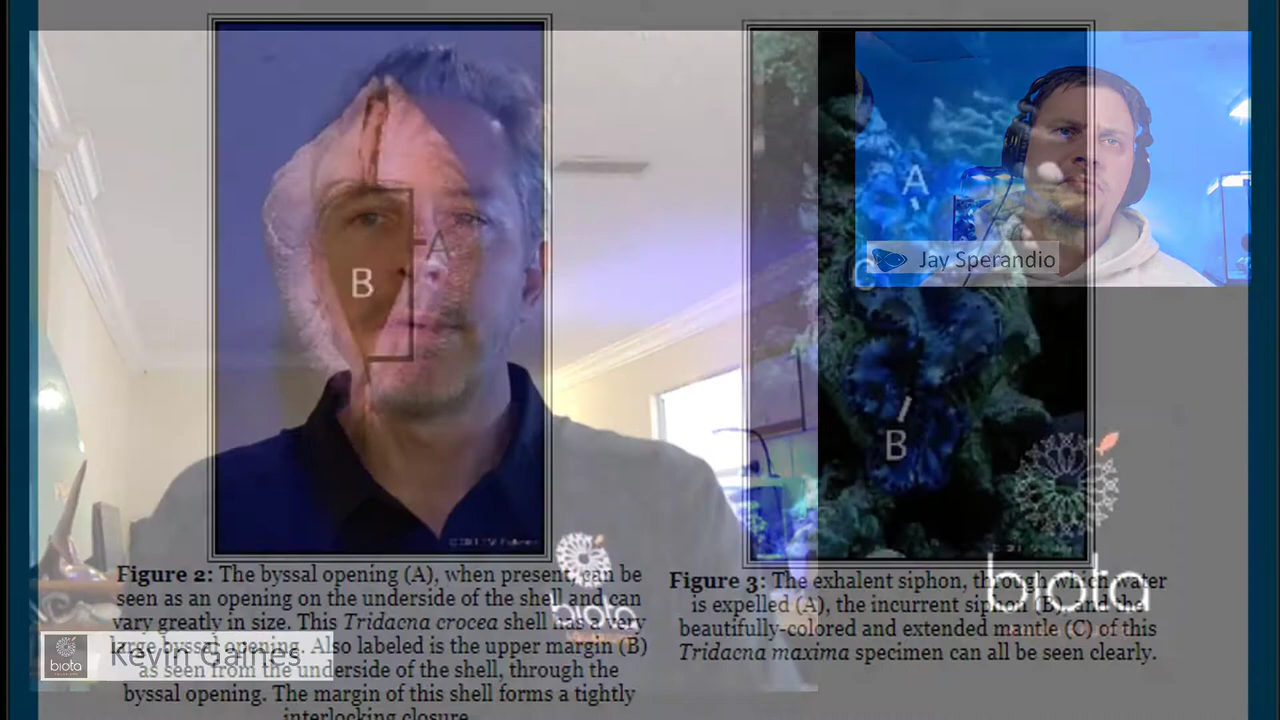 A
B
A
C
B
Jay Sperandio
Figure 2: The byssal opening (A), when present, can be
seen as an opening on the underside of the shell and can
vary greatly in size. This Tridacna crocea shell has a very
large byssal opening. Also labeled is the upper margin (B)
as seen from the underside of the shell, through the
byssal opening. The margin of this shell forms a tightly
interlocking closure.
Figure 3: The exhalent siphon, through which water
is expelled (A), the incurrent siphon (B), and the
beautifully-colored and extended mantle (C) of this
Tridacna maxima specimen can all be seen clearly.
biota
biota
biota
Kevin Gaines